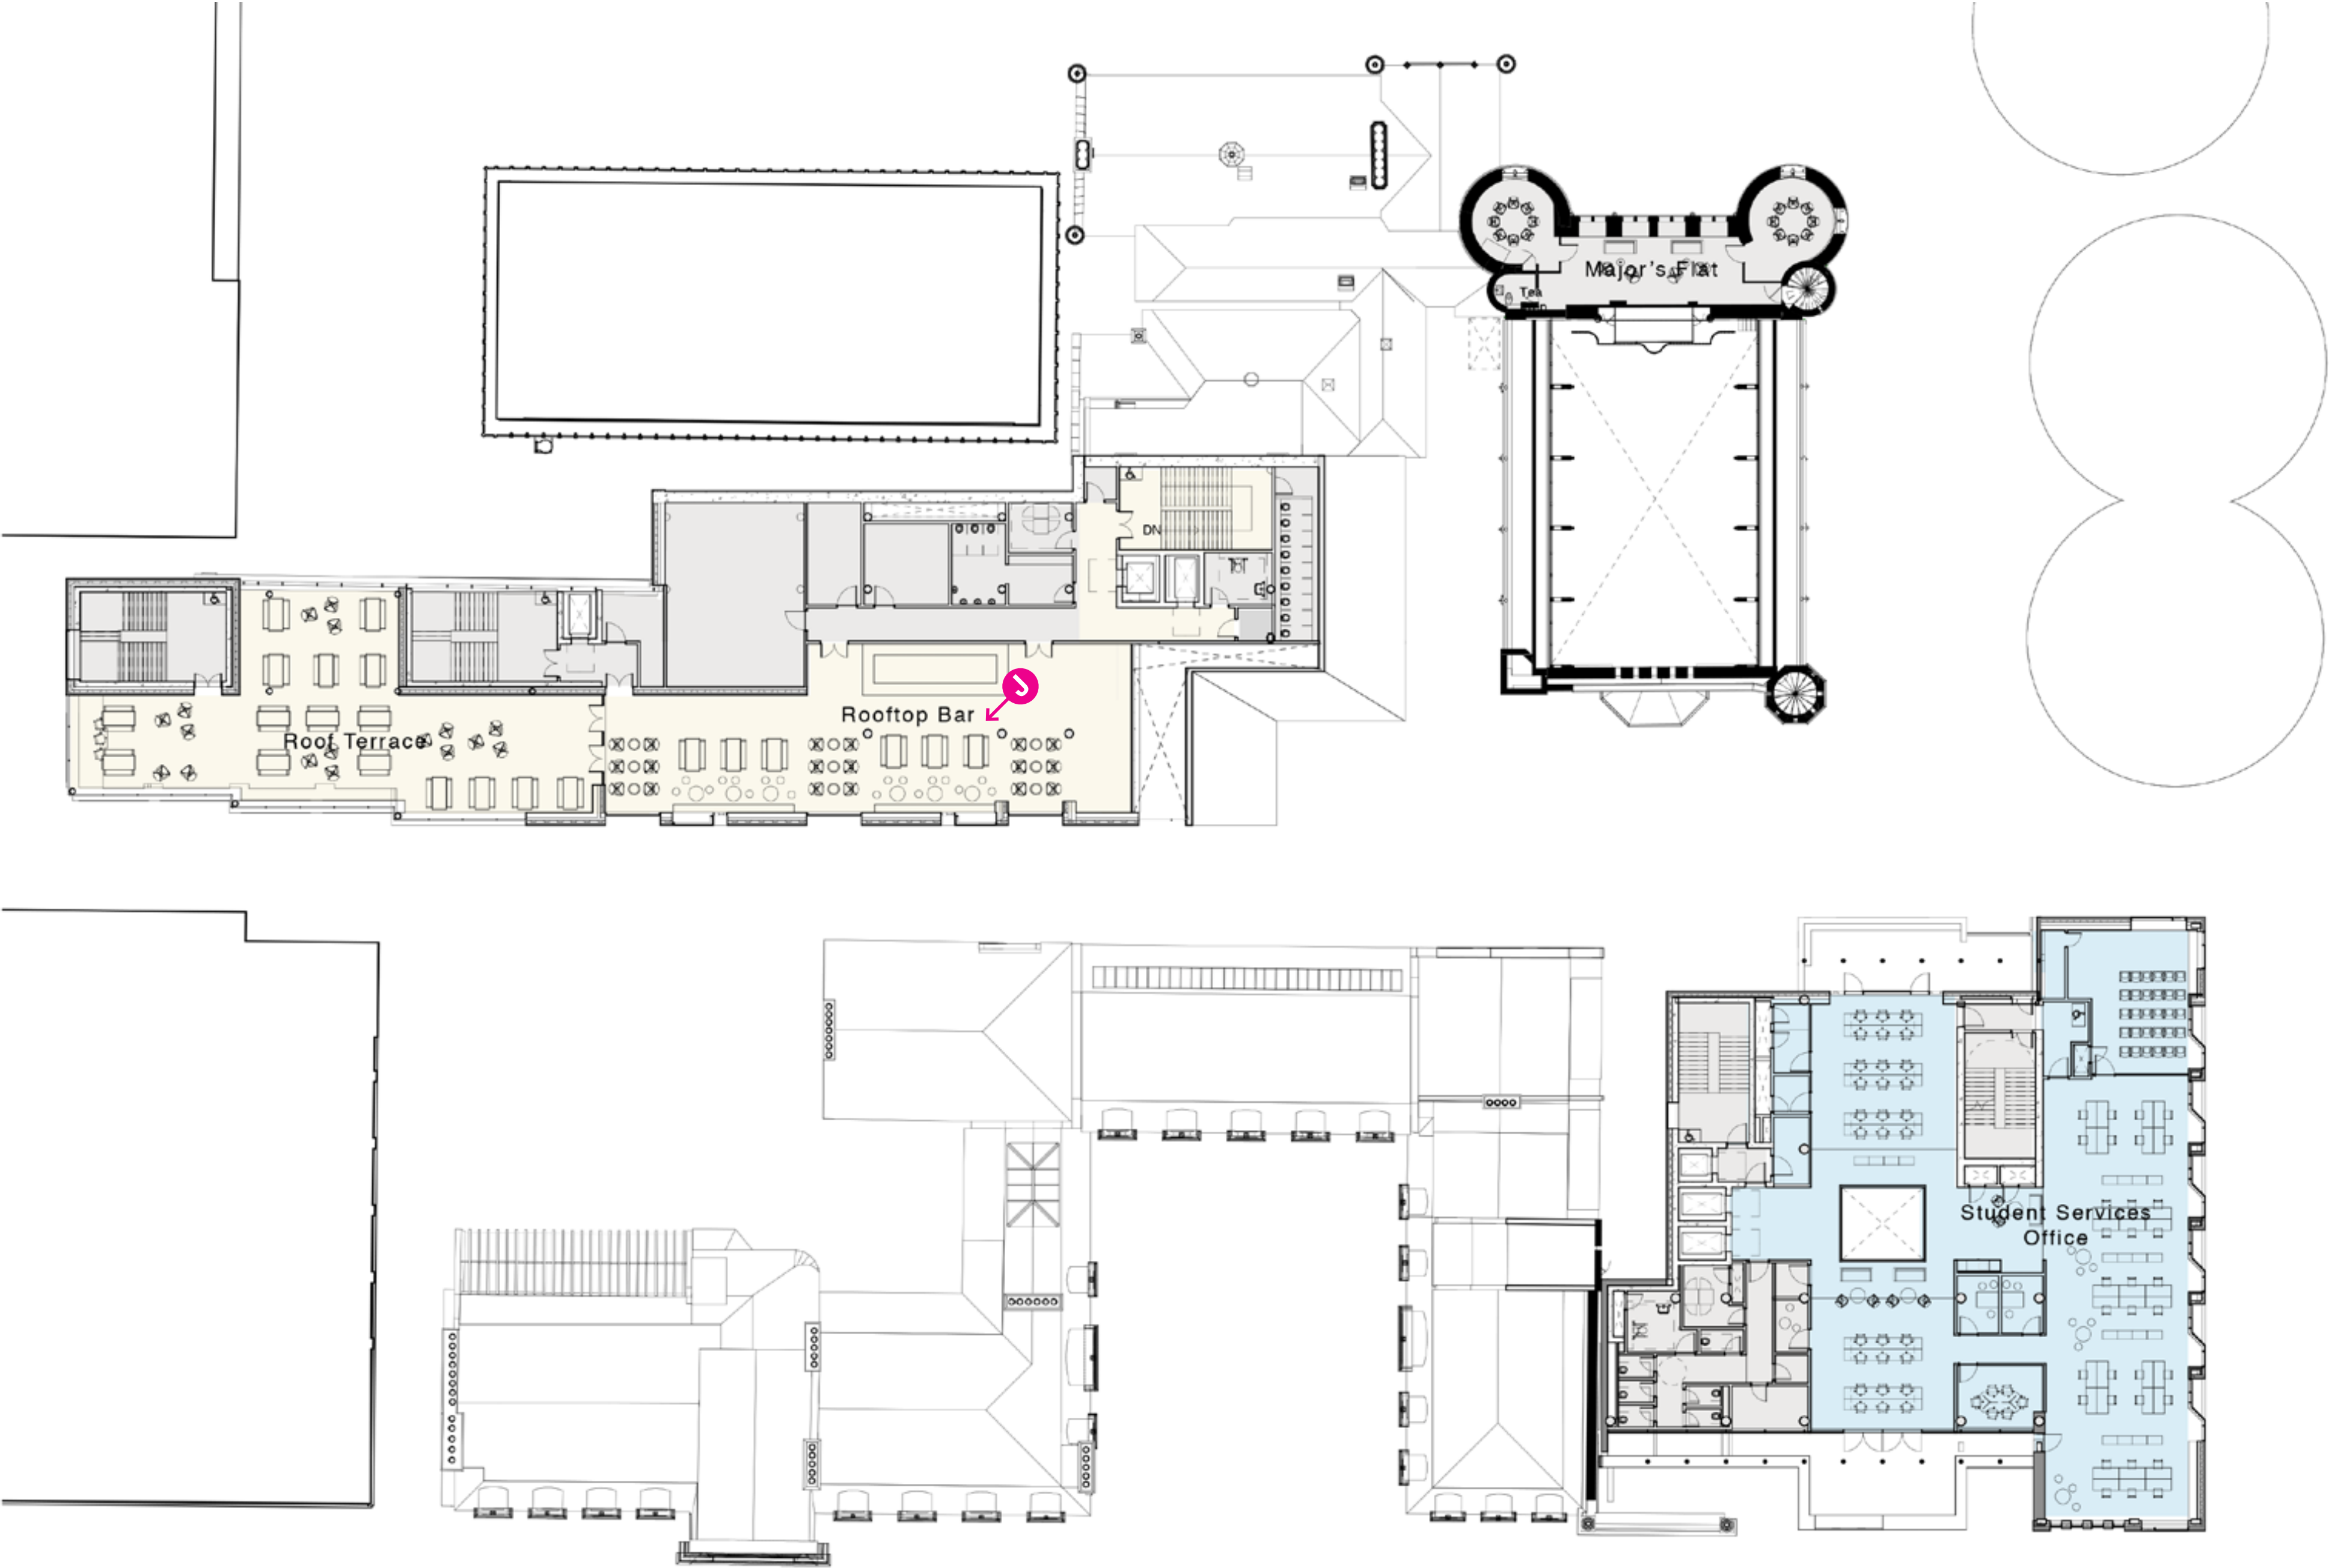 Major's Flat
Tea
DN
J
Rooftop Bar
Roof Terrace
Student Services
Office